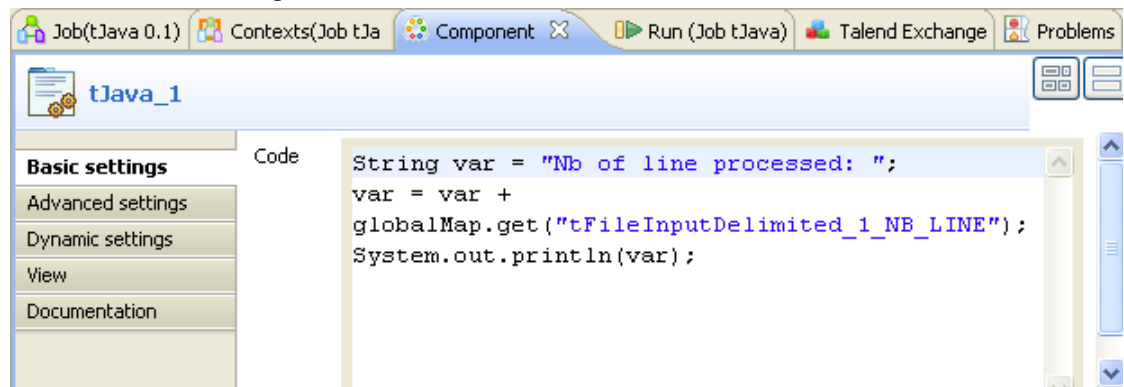 Job(tJava 0.1) Contexts(Job tJa Component Run (Job tJava) Talend Exchange Problems
tJava_1
Basic settings
Advanced settings
Dynamic settings
View
Documentation
Code
String var = "Nb of line processed: ";
var = var +
globalMap.get("tFileInputDelimited_1_NB_LINE");
System.out.println(var);